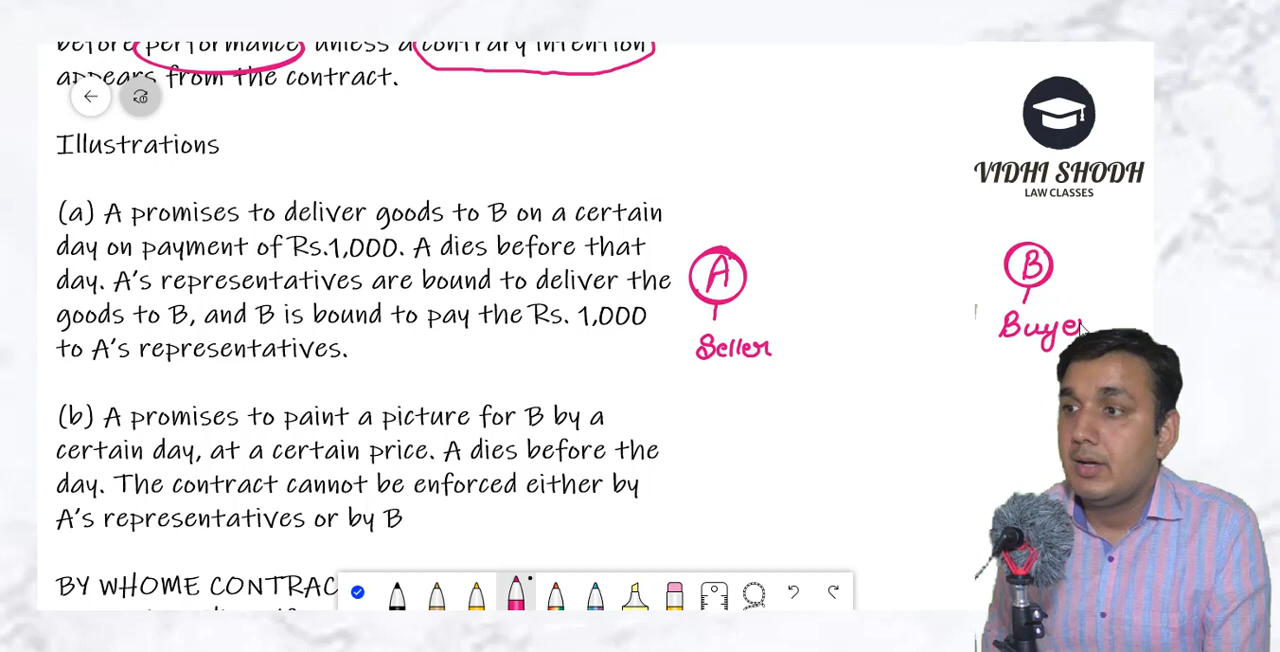 before performance unless a contrary intention
appears from the contract.
Illustrations
VIDHI SHODH
LAW CLASSES
(a) A promises to deliver goods to B on a certain
day on payment of Rs.1,000. A dies before that
day. A's representatives are bound to deliver the
goods to B, and B is bound to pay the Rs. 1,000
to A's representatives.
A
Seller
B
Buyer
(b) A promises to paint a picture for B by a
certain day, at a certain price. A dies before the
day. The contract cannot be enforced either by
A's representatives or by B
BY WHOME CONTRAC